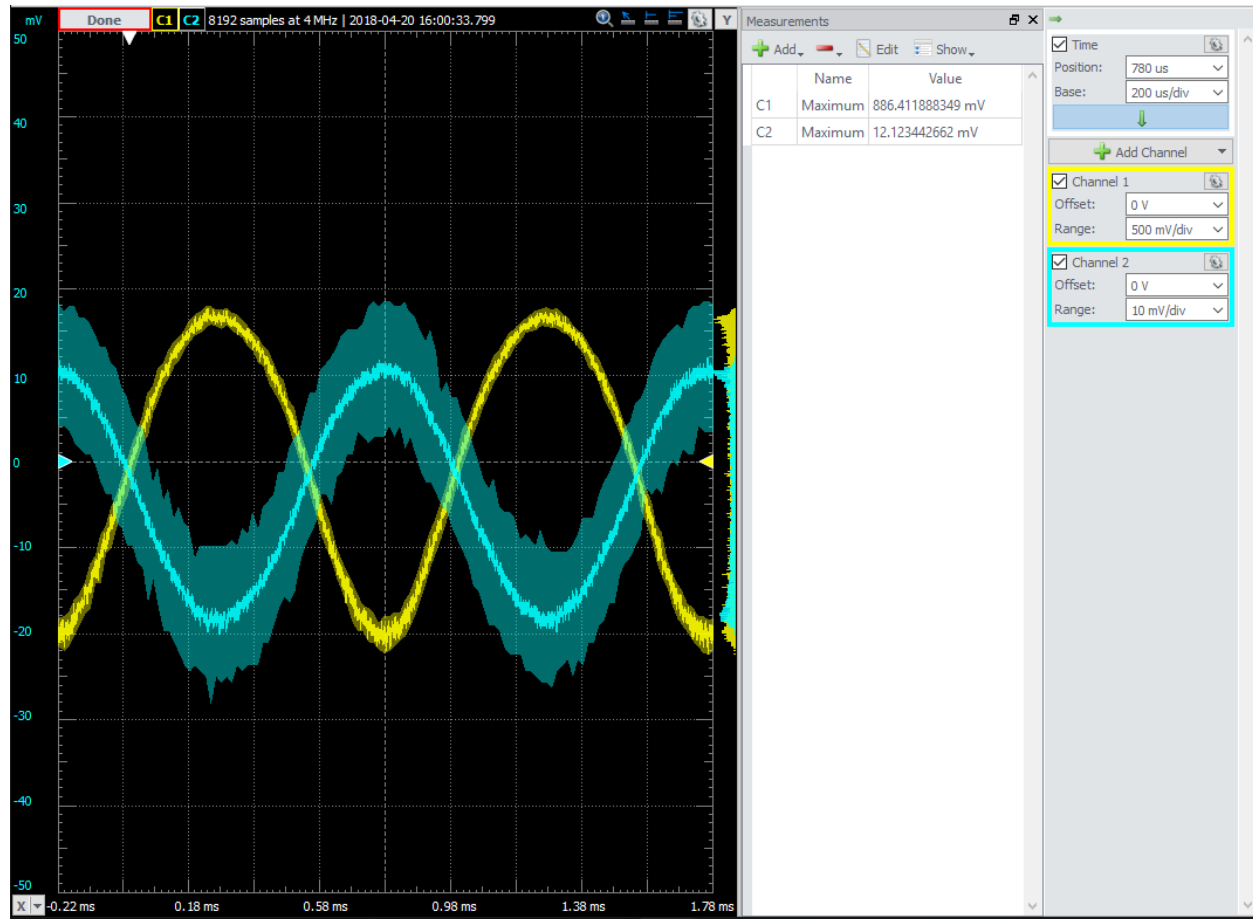 mV Done C1 C2 8192 samples at 4 MHz | 2018-04-20 16:00:33.799 Y
50
40
30
20
10
0
-10
-20
-30
-40
-50
X -0.22 ms 0.18 ms 0.58 ms 0.98 ms 1.38 ms 1.78 ms
Measurements
Add Edit Show
Name Value
C1 Maximum 886.411888349 mV
C2 Maximum 12.123442662 mV
Time
Position: 780 us
Base: 200 us/div
Add Channel
Channel 1
Offset: 0 V
Range: 500 mV/div
Channel 2
Offset: 0 V
Range: 10 mV/div